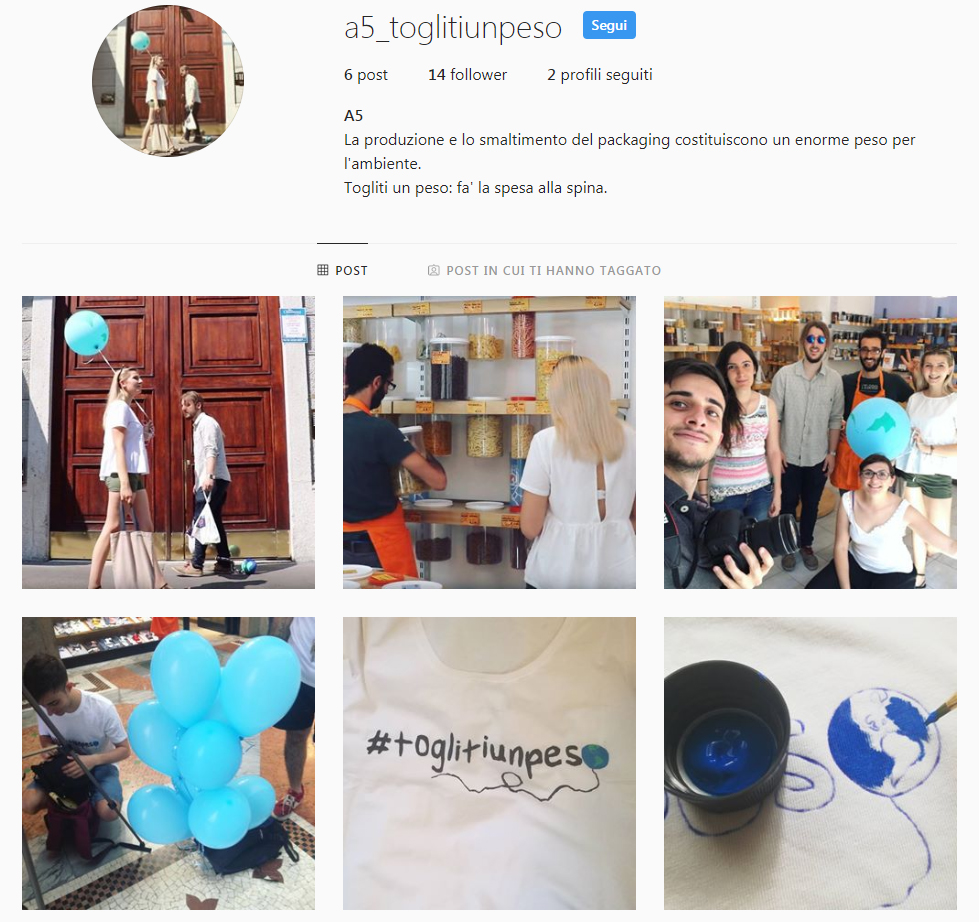 a5_toglitiunpeso Segui
6 post 14 follower 2 profili seguiti
A5
La produzione e lo smaltimento del packaging costituiscono un enorme peso per
l'ambiente.
Togliti un peso: fa' la spesa alla spina.
POST POST IN CUI TI HANNO TAGGATO
#toglitiunpeso